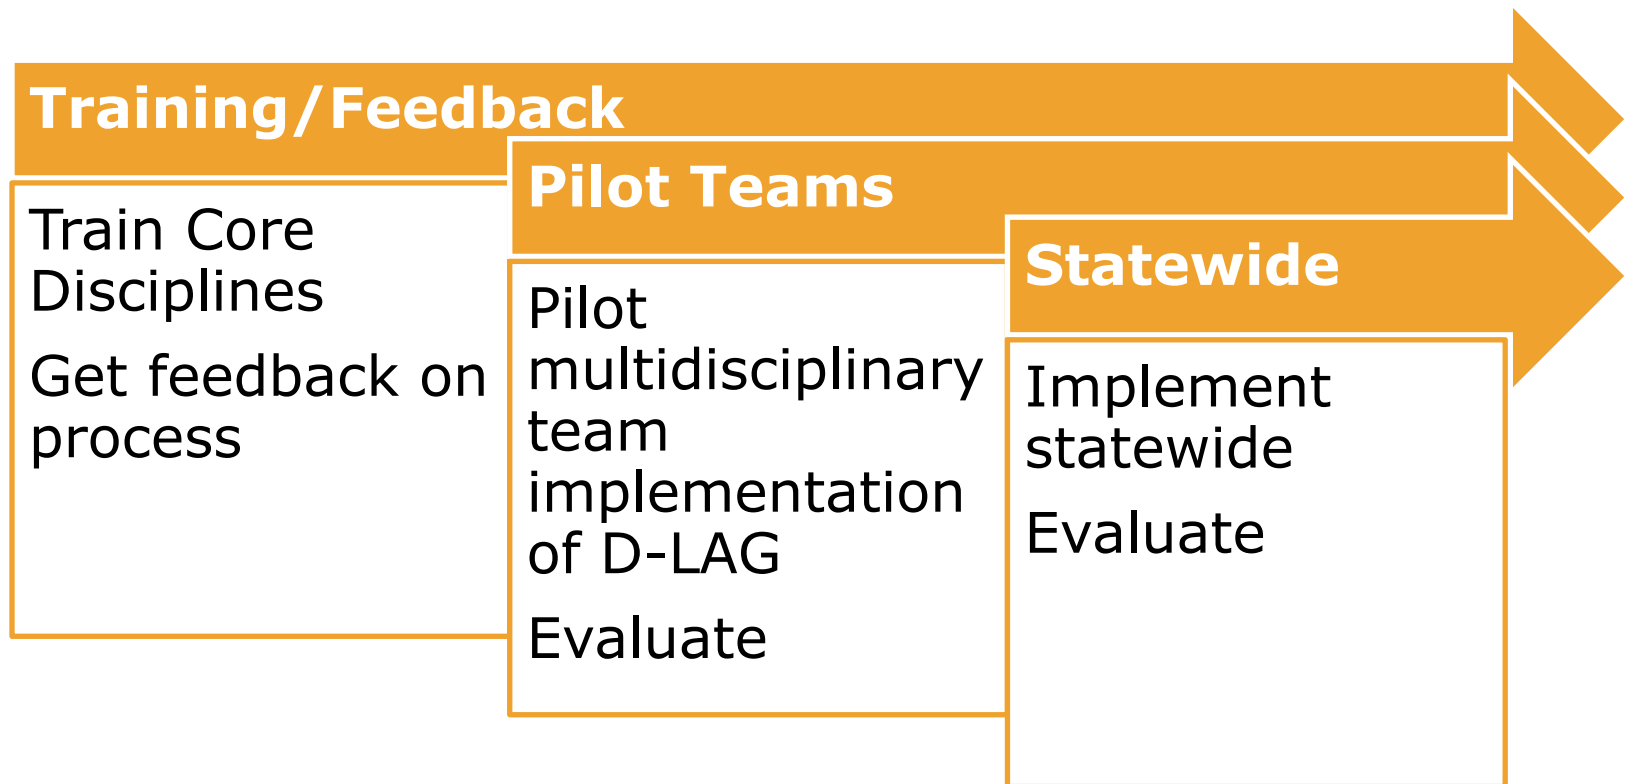 Training/Feedback
Train Core
Disciplines
Get feedback on
process
Pilot Teams
Pilot
multidisciplinary
team
implementation
of D-LAG
Evaluate
Statewide
Implement
statewide
Evaluate